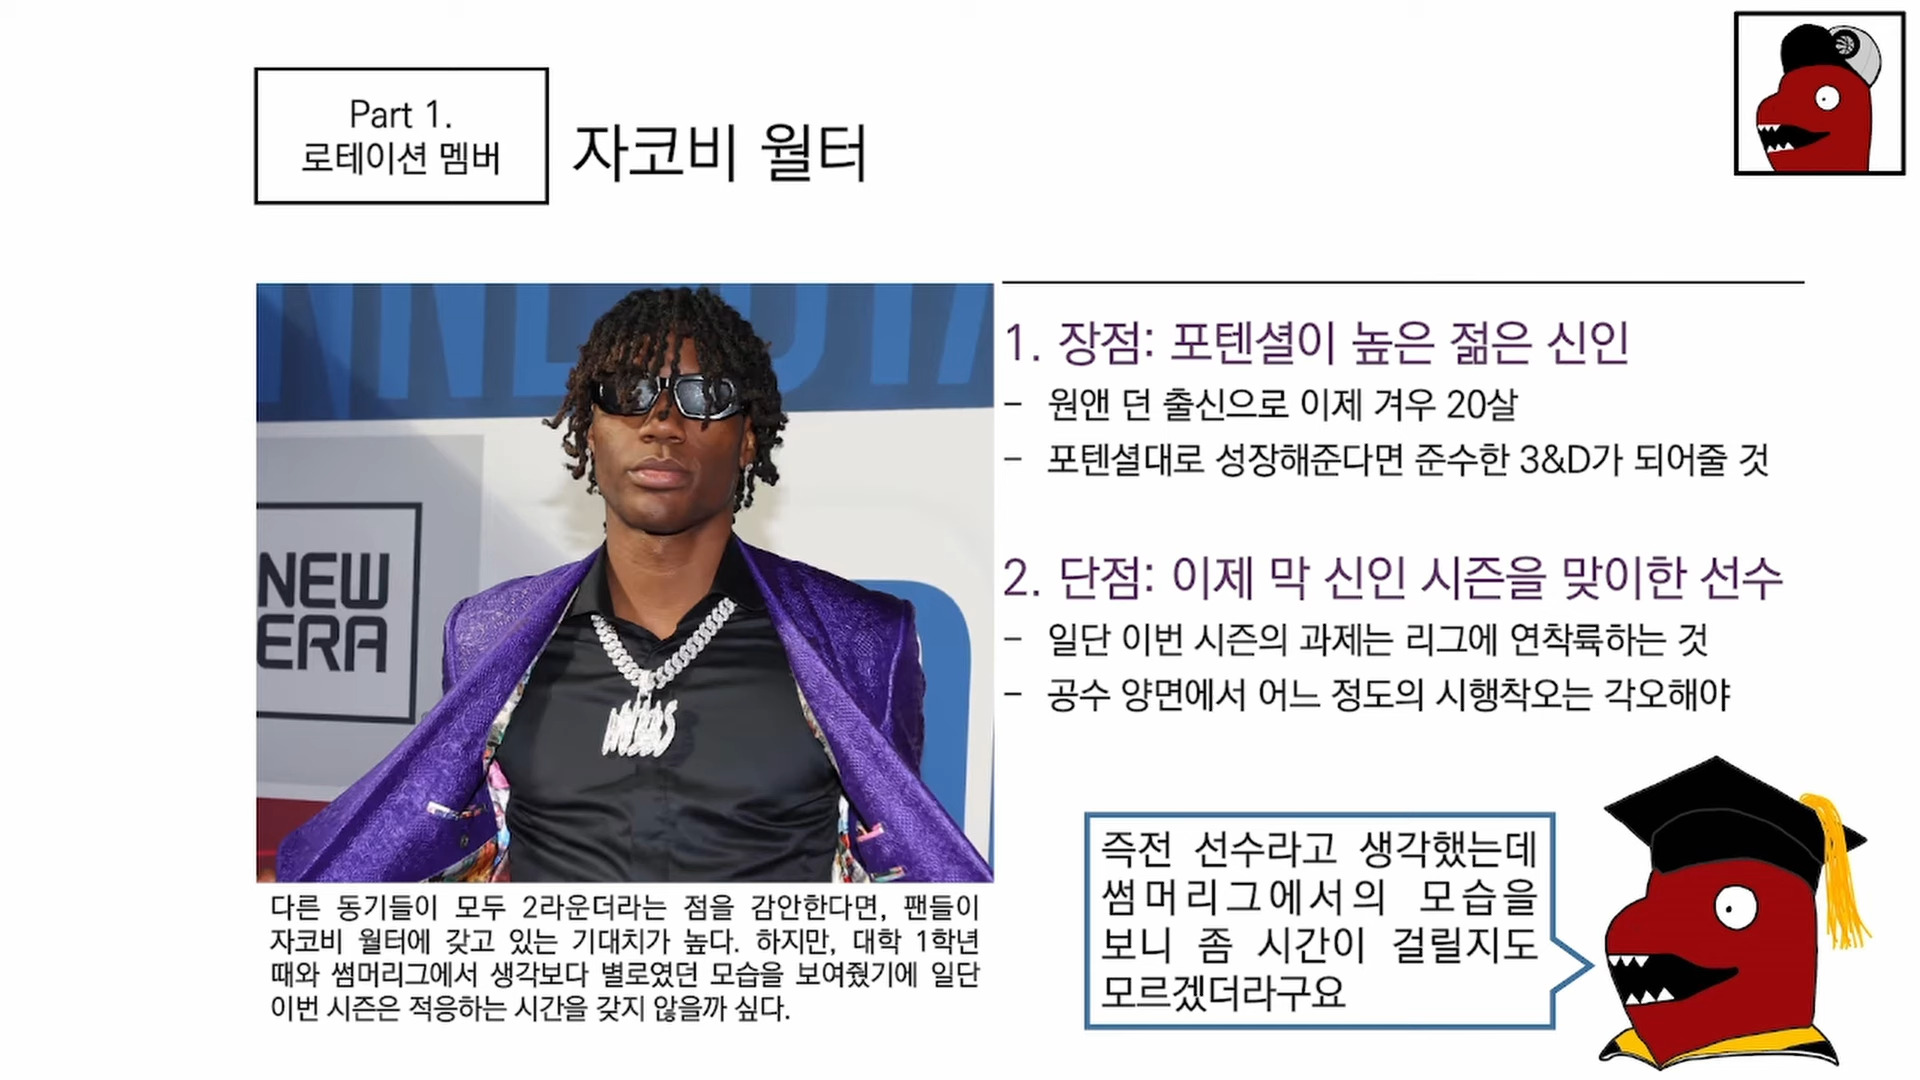 Part 1.
로테이션 멤버
자코비 월터
NEW
ERA
1. 장점: 포텐셜이 높은 젊은 신인
- 원앤 던 출신으로 이제 겨우 20살
- 포텐셜대로 성장해준다면 준수한 3&D가 되어줄 것
2. 단점: 이제 막 신인 시즌을 맞이한 선수
- 일단 이번 시즌의 과제는 리그에 연착륙하는 것
- 공수 양면에서 어느 정도의 시행착오는 각오해야
다른 동기들이 모두 2라운더라는 점을 감안한다면, 팬들이
자코비 월터에 갖고 있는 기대치가 높다. 하지만, 대학 1학년
때와 썸머리그에서 생각보다 별로였던 모습을 보여줬기에 일단
이번 시즌은 적응하는 시간을 갖지 않을까 싶다.
즉전 선수라고 생각했는데
썸머리그에서의 모습을
보니 좀 시간이 걸릴지도
모르겠더라구요